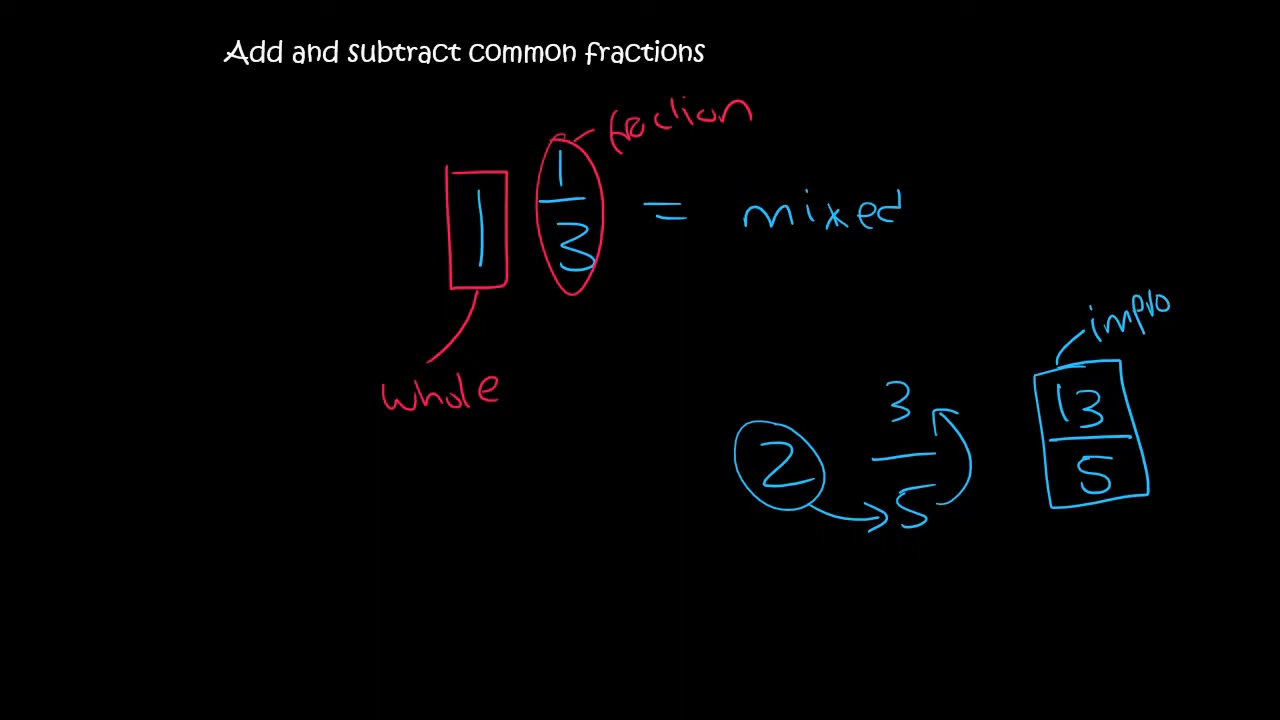 Add and subtract common fractions
fraction
1 1/3 = mixed
whole
impro
2 3/5 13/5